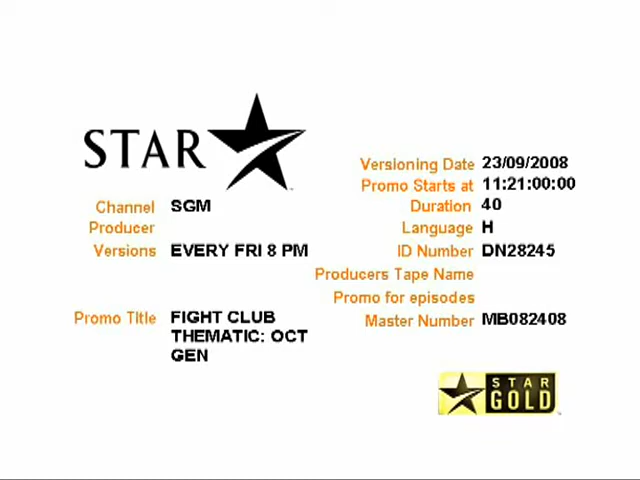 STAR
Versioning Date 23/09/2008
Promo Starts at 11:21:00:00
Channel SGM
Duration 40
Producer
Language H
Versions EVERY FRI 8 PM
ID Number DN28245
Producers Tape Name
Promo for episodes
Promo Title FIGHT CLUB
THEMATIC: OCT
GEN
Master Number MB082408
STAR
GOLD